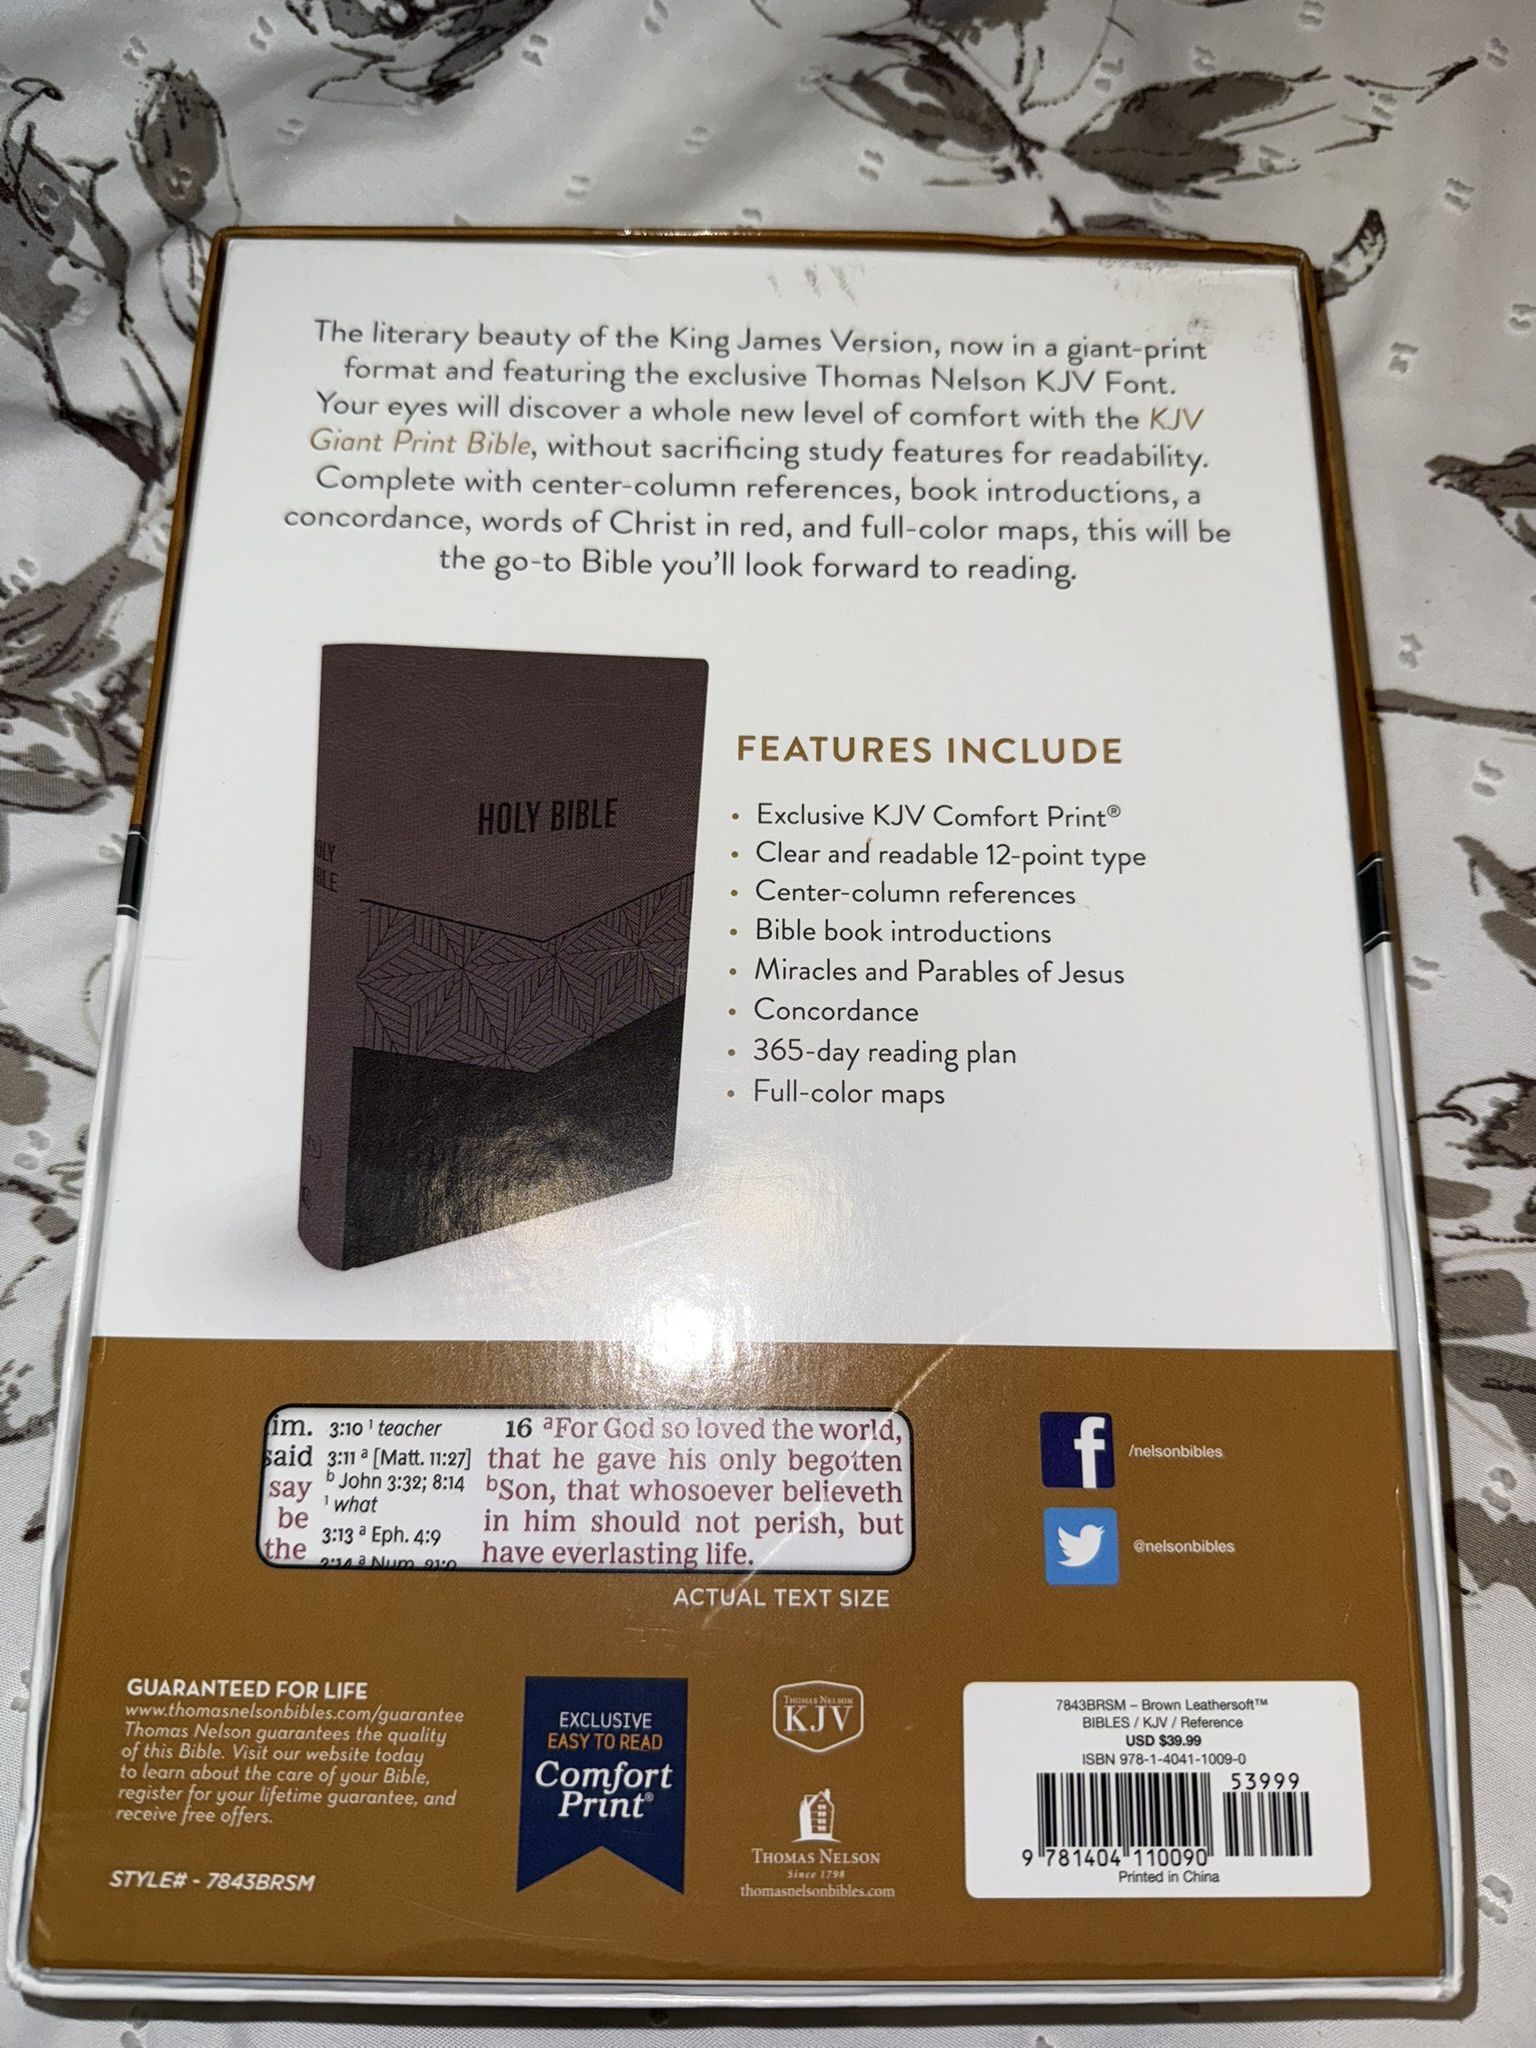 The literary beauty of the King James Version, now in a giant-print
format and featuring the exclusive Thomas Nelson KJV Font.
Your eyes will discover a whole new level of comfort with the KJV
Giant Print Bible, without sacrificing study features for readability.
Complete with center-column references, book introductions, a
concordance, words of Christ in red, and full-color maps, this will be
the go-to Bible you'll look forward to reading.
HOLY BIBLE
FEATURES INCLUDE
• Exclusive KJV Comfort Print®
• Clear and readable 12-point type
• Center-column references
• Bible book introductions
• Miracles and Parables of Jesus
• Concordance
• 365-day reading plan
• Full-color maps
im.
said
say
be
the
3:10 ¹ teacher
3:11 ª [Matt. 11:27]
ᵇ John 3:32; 8:14
¹ what
3:13 ª Eph. 4:9
16 ªFor God so loved the world,
that he gave his only begotten
ᵇSon, that whosoever believeth
in him should not perish, but
have everlasting life.
ACTUAL TEXT SIZE
/nelsonbibles
@nelsonbibles
GUARANTEED FOR LIFE
www.thomasnelsonbibles.com/guarantee
Thomas Nelson guarantees the quality
of this Bible. Visit our website today
to learn about the care of your Bible,
register for your lifetime guarantee, and
receive free offers.
STYLE# - 7843BRSM
EXCLUSIVE
EASY TO READ
Comfort
Print®
THOMAS NELSON
KJV
THOMAS NELSON
Since 1798
thomasnelsonbibles.com
7843BRSM – Brown Leathersoft™
BIBLES / KJV / Reference
USD $39.99
ISBN 978-1-4041-1009-0
53999
9 781404 110090
Printed in China